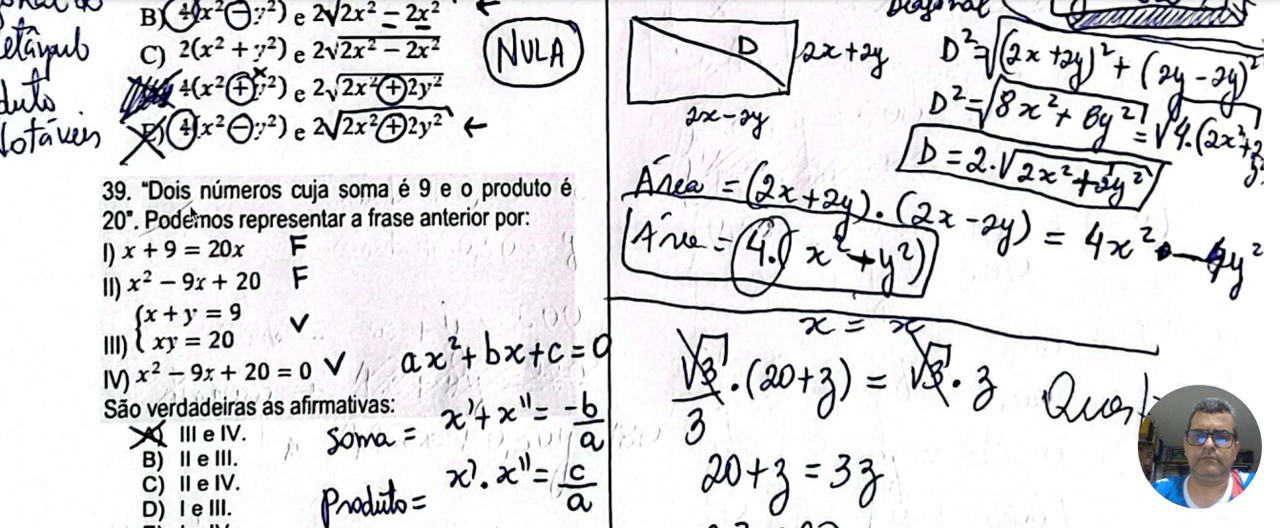 etângulo
duto
Notáveis
B) 4(x² − y²) e 2√2x² − 2x²
C) 2(x² + y²) e 2√2x² − 2x²
4(x² + y²) e 2√2x² + 2y²
E) 4(x² − y²) e 2√2x² + 2y²
NULA
39. "Dois números cuja soma é 9 e o produto é
20". Podemos representar a frase anterior por:
I) x + 9 = 20x F
II) x² − 9x + 20 F
III) { x + y = 9
xy = 20 V
IV) x² − 9x + 20 = 0 V
São verdadeiras as afirmativas:
A) III e IV.
B) II e III.
C) II e IV.
D) I e III.
ax² + bx + c = 0
soma = x' + x'' = -b/a
Produto = x' . x'' = c/a
Diagonal
D
2x + 2y
2x − 2y
D² = √(2x + 2y)² + (2y − 2y)²
D² = √8x² + 8y² = √4.(2x² + 2
D = 2.√2x² + 2y²
Área = (2x + 2y) . (2x − 2y) = 4x² − 4y²
Área = 4.( x² + y²)
x = x
√3/3 . (20 + z) = √3 . z
20 + z = 3z